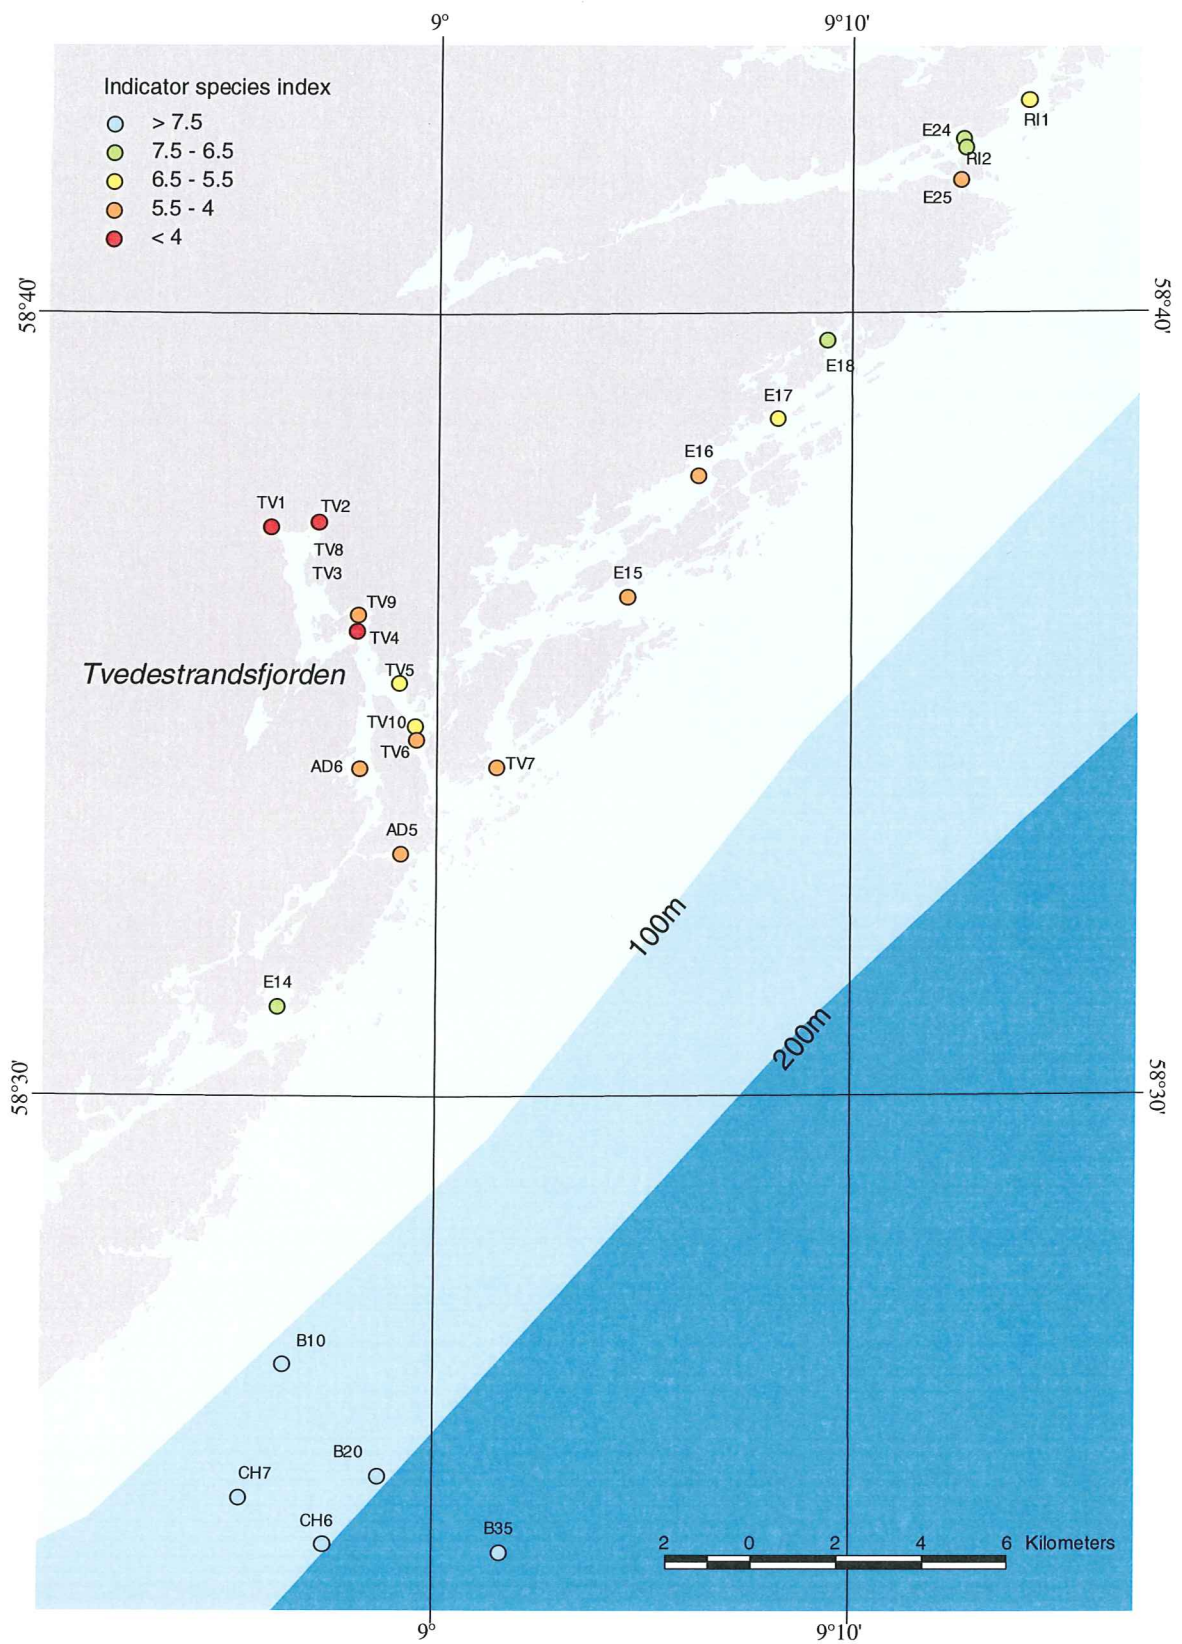 9°
9°10'
Indicator species index
> 7.5
7.5 - 6.5
6.5 - 5.5
5.5 - 4
< 4
RI1
E24
RI2
E25
58°40'
58°40'
E18
E17
E16
TV1
TV2
TV8
TV3
E15
TV9
TV4
Tvedestrandsfjorden
TV5
TV10
TV6
AD6
TV7
AD5
100m
E14
200m
58°30'
58°30'
B10
B20
CH7
CH6
B35
2 0 2 4 6 Kilometers
9°
9°10'